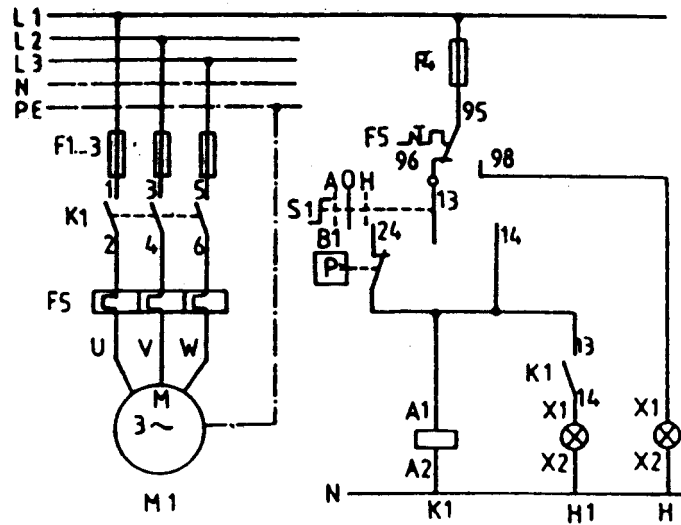 L1
L2
L3
N
PE
F1...3
1 3 5
K1
2 4 6
F5
U V W
M
3~
M1
F4
95
F5
96
98
A O H
S1
13
B1
24
14
P
13
K1
14
A1
X1
X1
A2
X2
X2
N
K1
H1
H